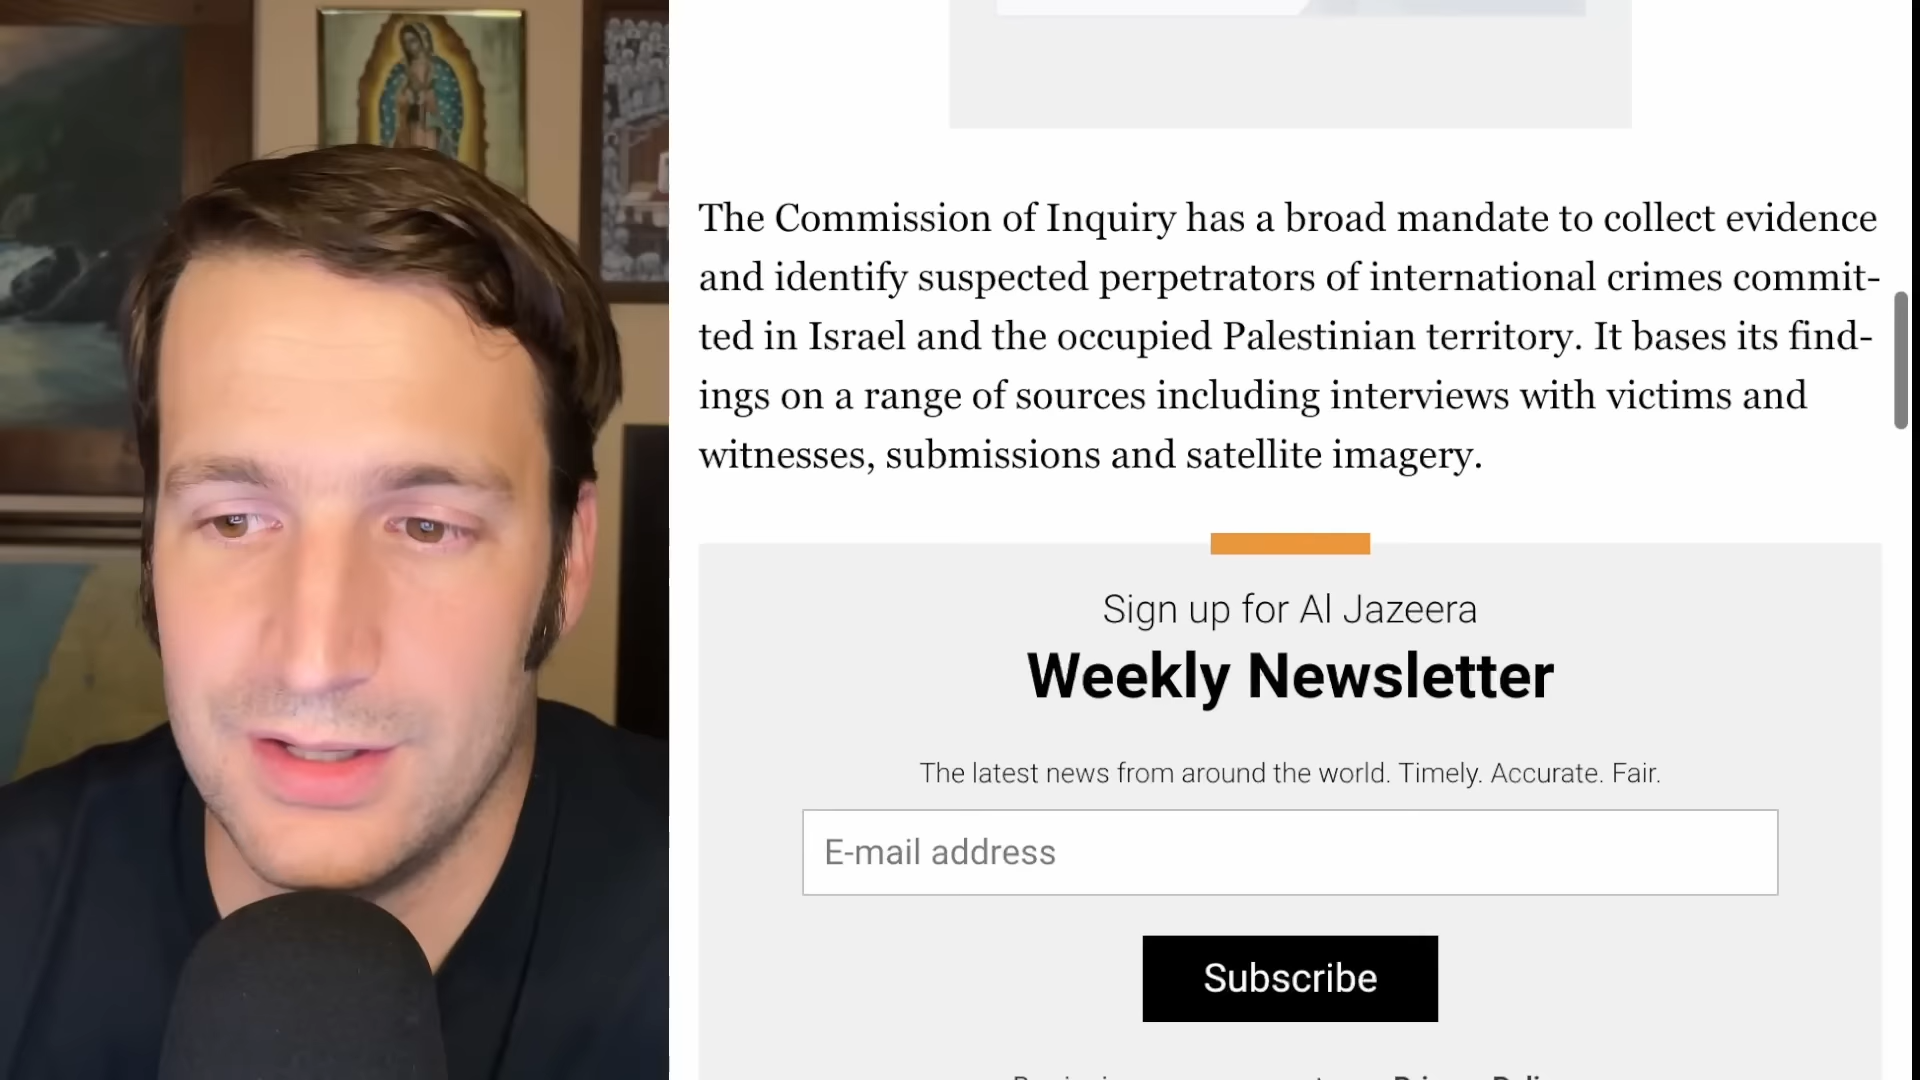 The Commission of Inquiry has a broad mandate to collect evidence
and identify suspected perpetrators of international crimes commit-
ted in Israel and the occupied Palestinian territory. It bases its find-
ings on a range of sources including interviews with victims and
witnesses, submissions and satellite imagery.
Sign up for Al Jazeera
Weekly Newsletter
The latest news from around the world. Timely. Accurate. Fair.
E-mail address
Subscribe